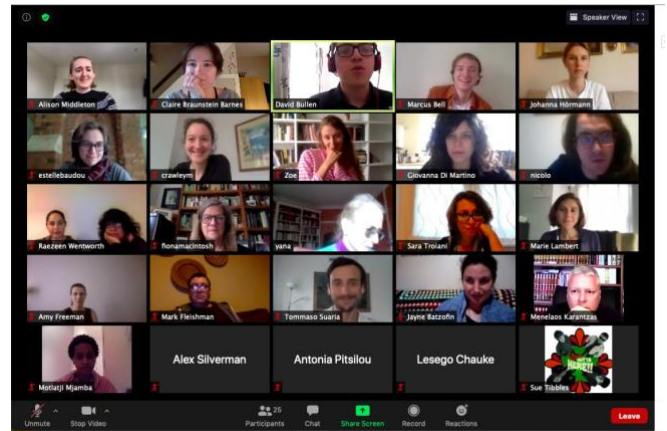 Speaker View
Alison Middleton
Claire Braunstein Barnes
David Bullen
Marcus Bell
Johanna Hörmann
estellebaudou
crawleym
Zoe
Giovanna Di Martino
nicolo
Raezeen Wentworth
fionamacintosh
yana
Sara Troiani
Marie Lambert
Amy Freeman
Mark Fleishman
Tommaso Suaria
Jayne Batzofin
Menelaos Karantzas
Motlatji Mjamba
Alex Silverman
Antonia Pitsilou
Lesego Chauke
HERE!!
Sue Tibbles
Unmute
Stop Video
25
Participants
Chat
Share Screen
Record
Reactions
Leave